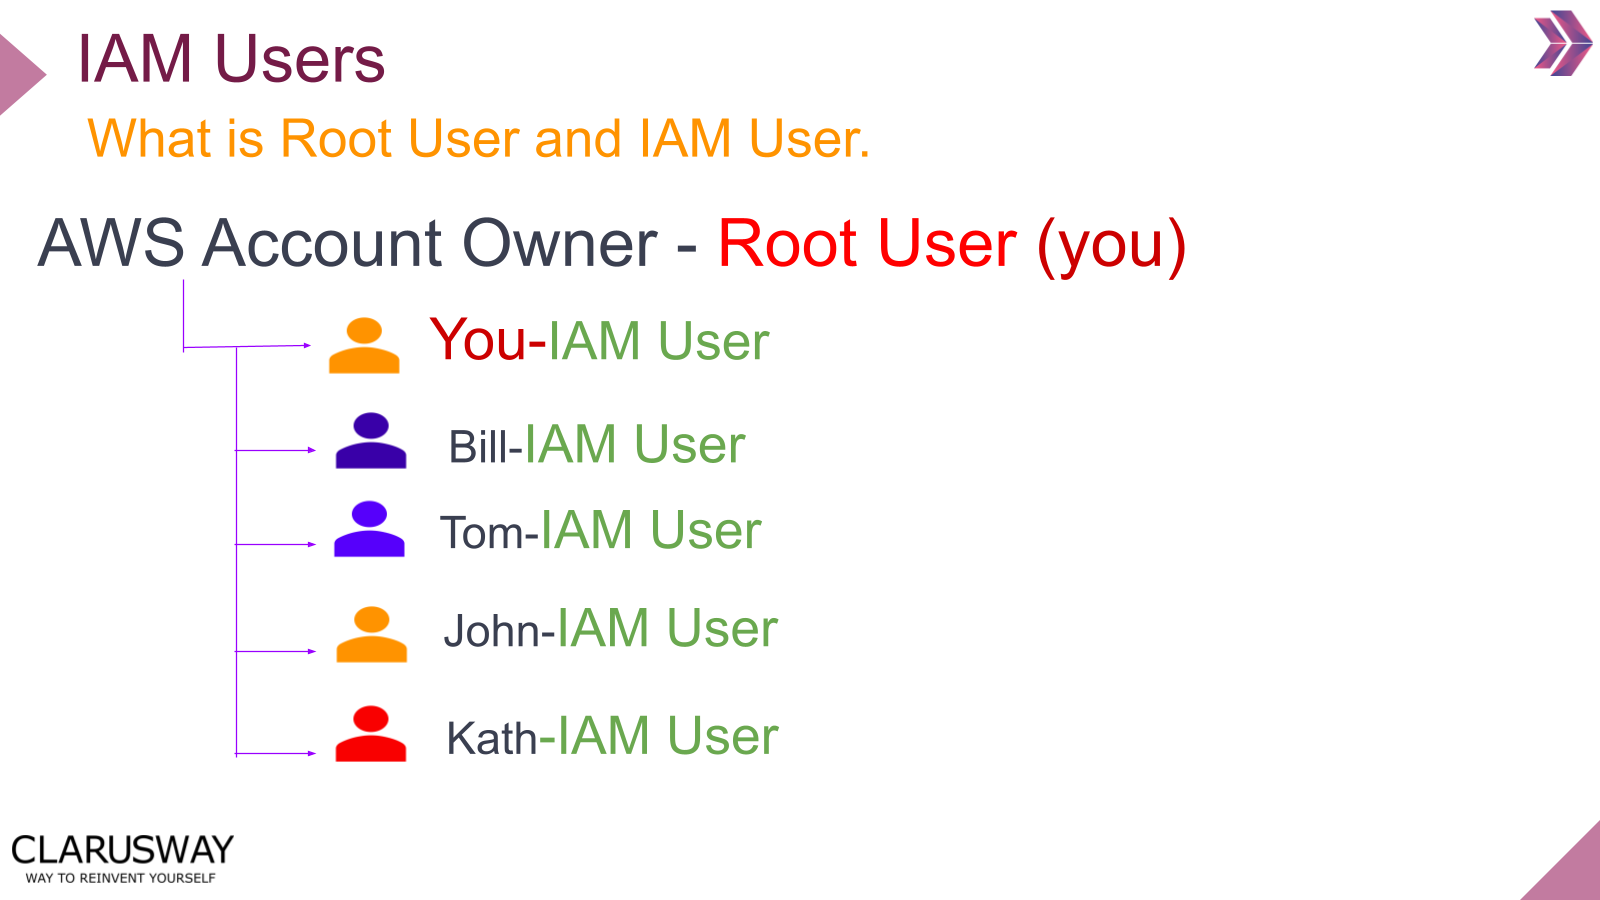 IAM Users
What is Root User and IAM User.
AWS Account Owner - Root User (you)
You-IAM User
Bill-IAM User
Tom-IAM User
John-IAM User
Kath-IAM User
CLARUSWAY
WAY TO REINVENT YOURSELF